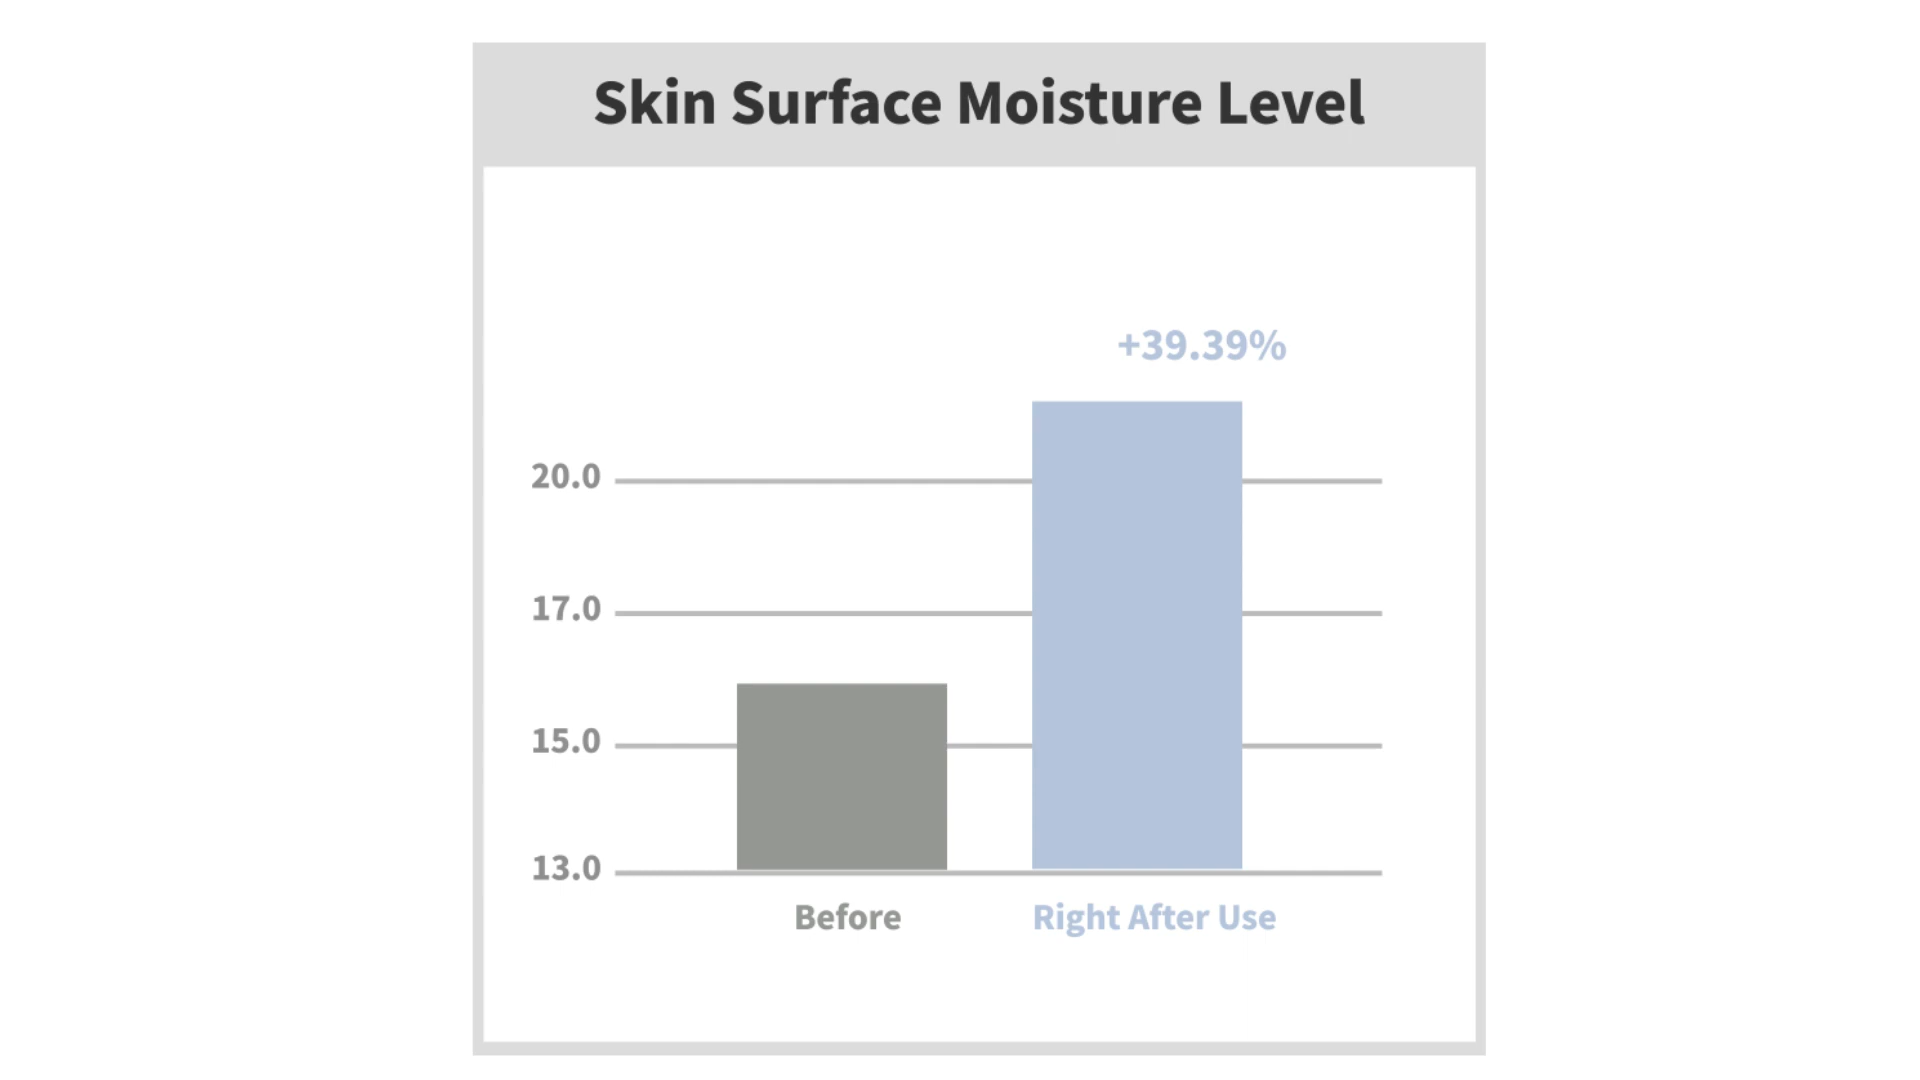 Skin Surface Moisture Level
+39.39%
20.0
17.0
15.0
13.0
Before
Right After Use